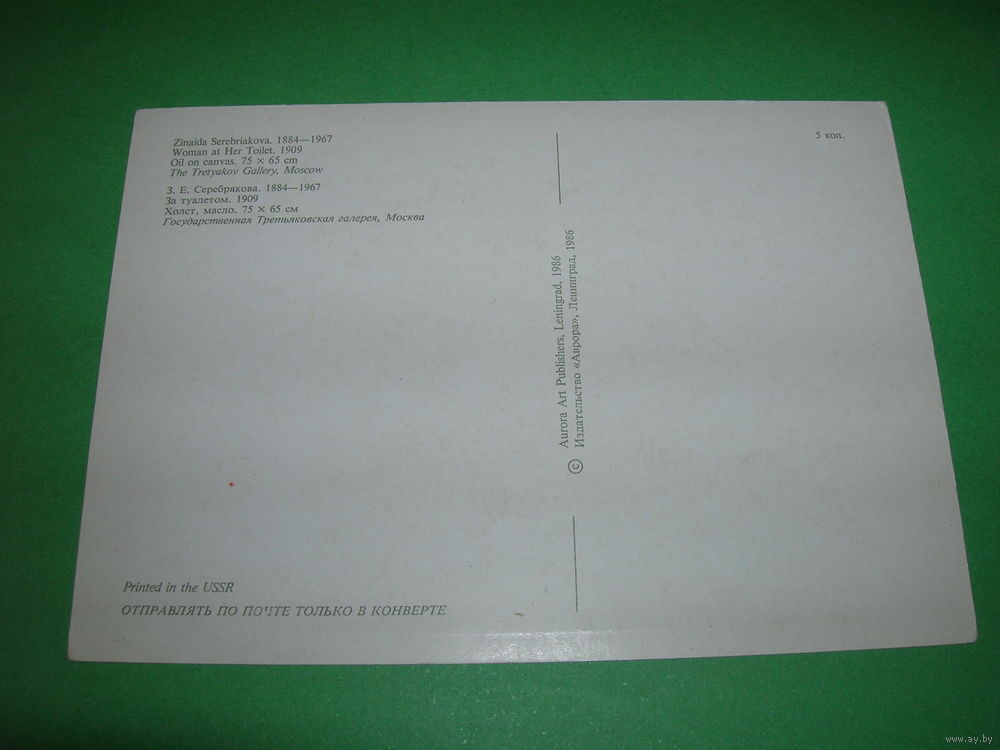 Zinaida Serebriakova. 1884—1967
Woman at Her Toilet. 1909
Oil on canvas. 75 × 65 cm
The Tretyakov Gallery, Moscow
З. Е. Серебрякова. 1884—1967
За туалетом. 1909
Холст, масло. 75 × 65 см
Государственная Третьяковская галерея, Москва
5 коп.
© Aurora Art Publishers, Leningrad, 1986
Издательство «Аврора», Ленинград, 1986
Printed in the USSR
ОТПРАВЛЯТЬ ПО ПОЧТЕ ТОЛЬКО В КОНВЕРТЕ
www.ay.by